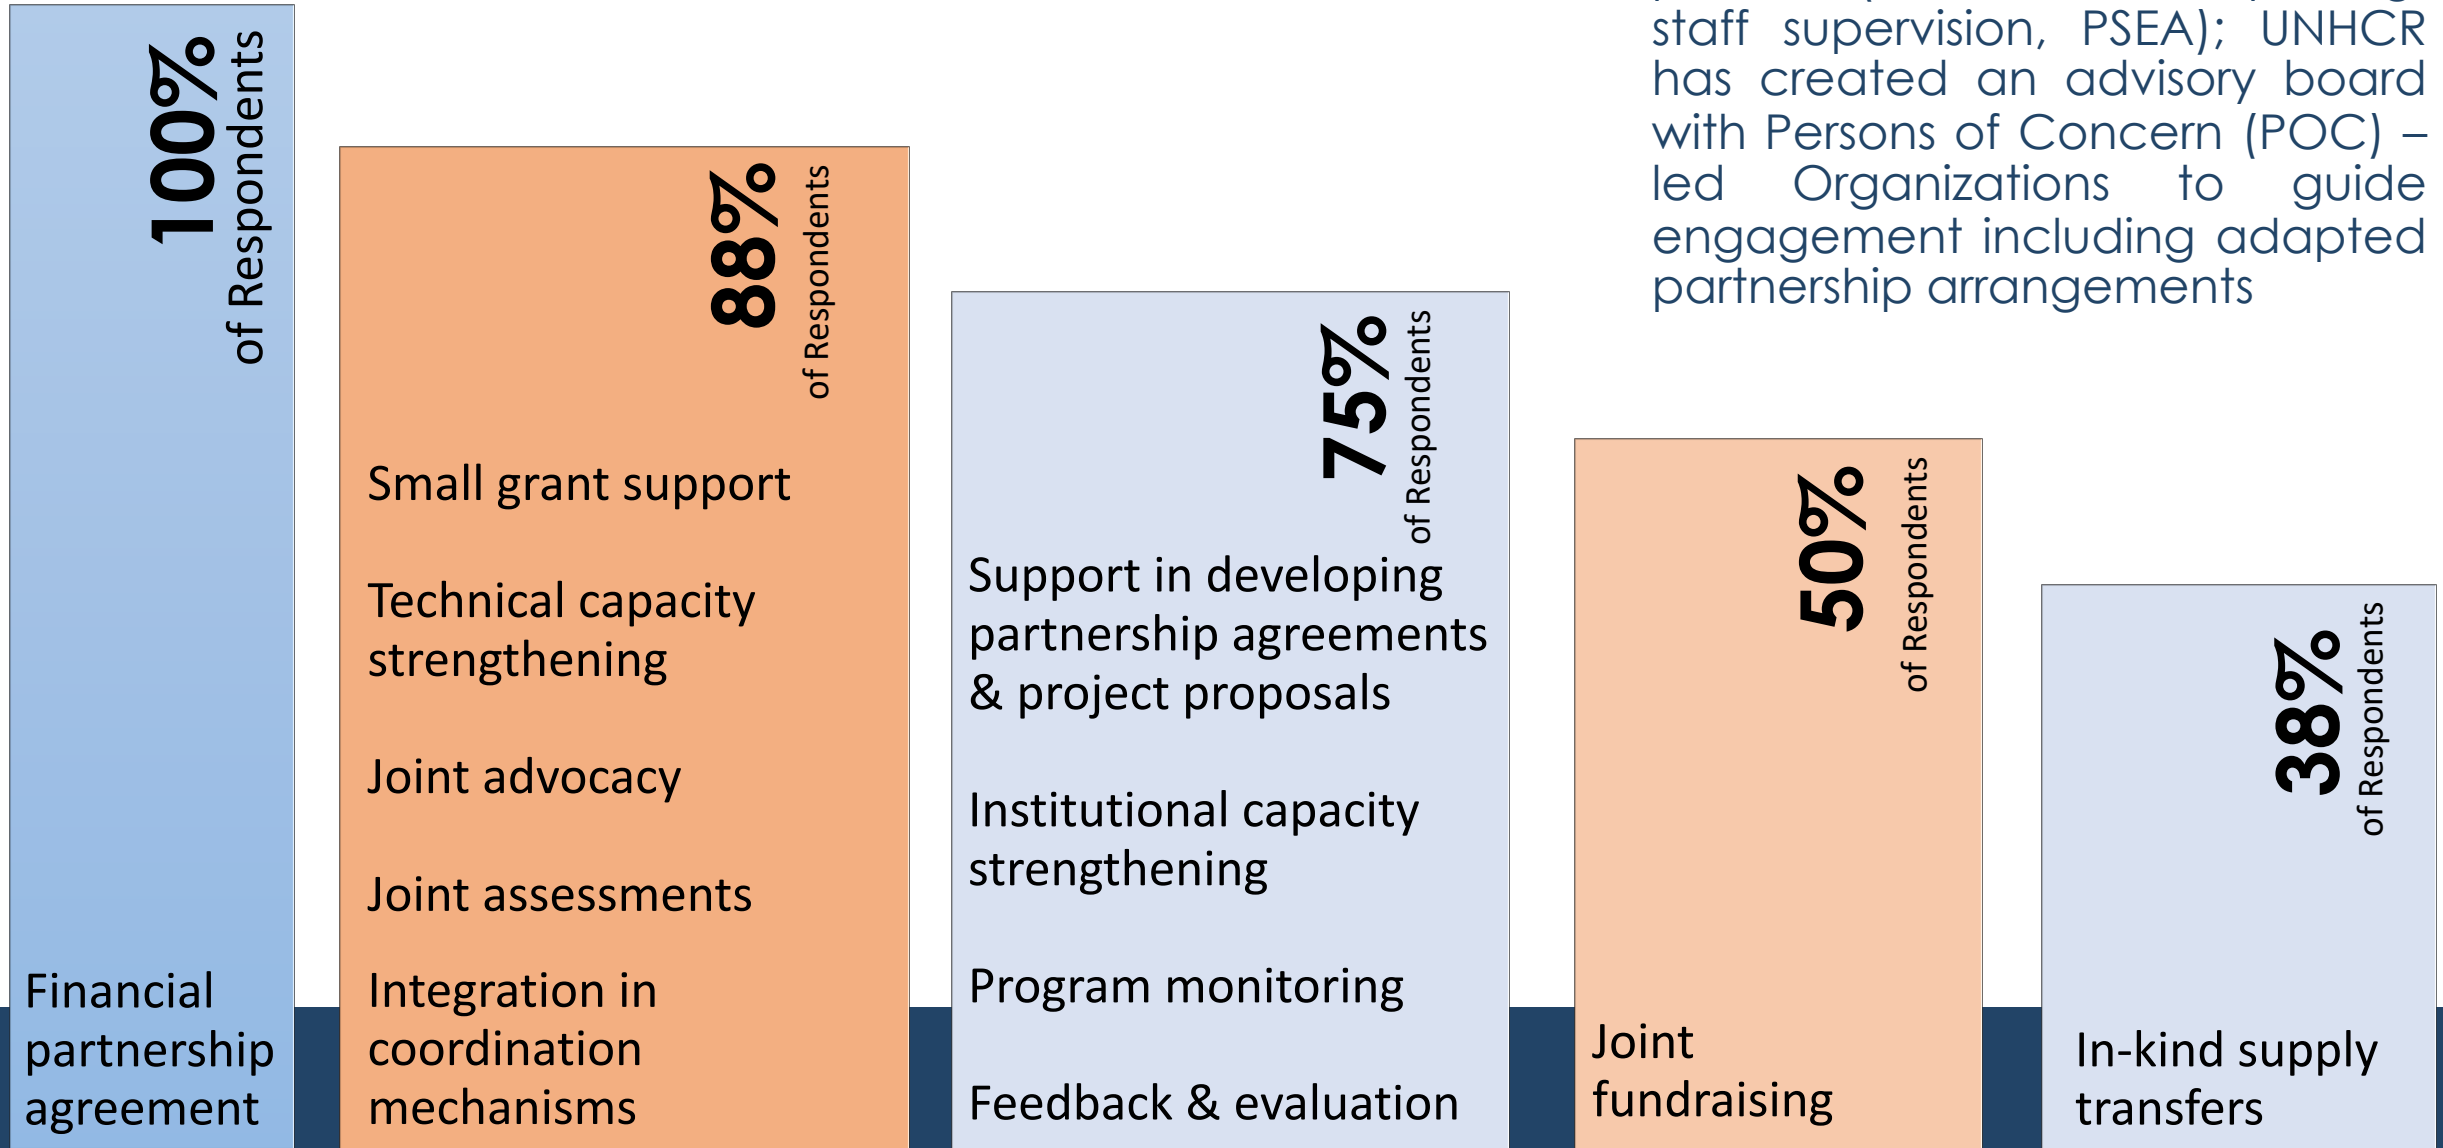 staff supervision, PSEA); UNHCR
has created an advisory board
with Persons of Concern (POC) –
led Organizations to guide
engagement including adapted
partnership arrangements
100%
of Respondents
Financial
partnership
agreement
88%
of Respondents
Small grant support
Technical capacity
strengthening
Joint advocacy
Joint assessments
Integration in
coordination
mechanisms
75%
of Respondents
Support in developing
partnership agreements
& project proposals
Institutional capacity
strengthening
Program monitoring
Feedback & evaluation
50%
of Respondents
Joint
fundraising
38%
of Respondents
In-kind supply
transfers